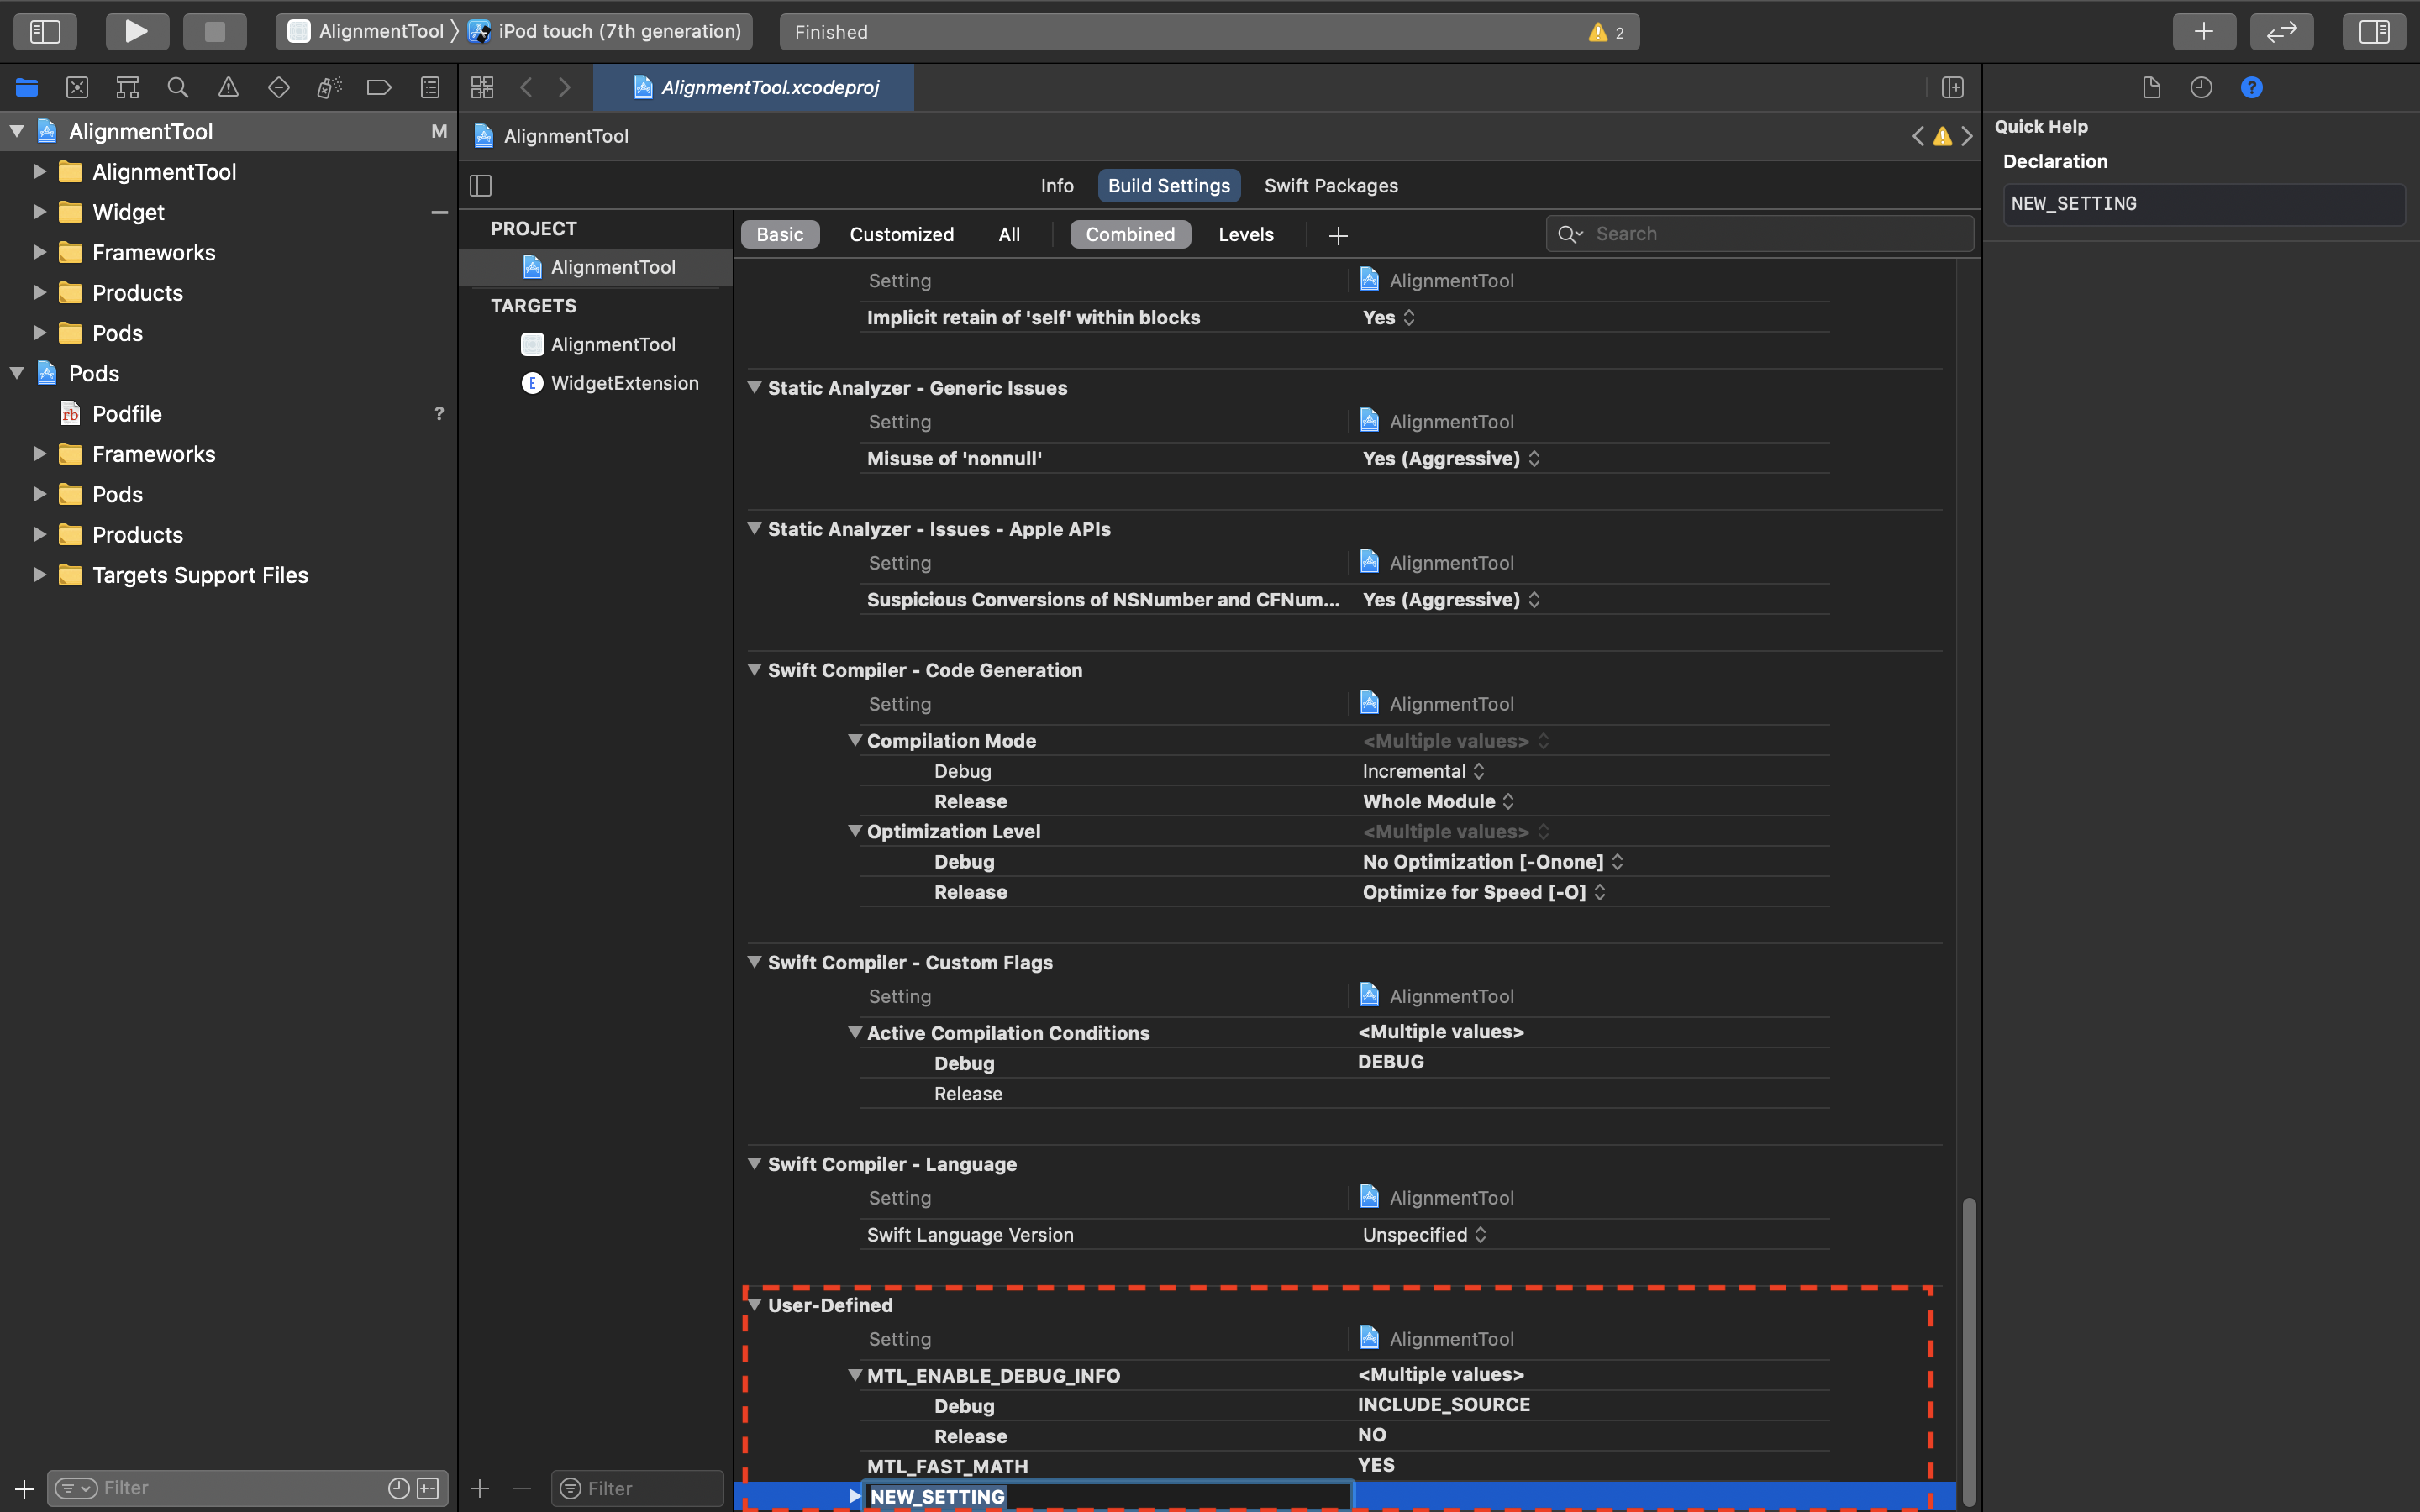 AlignmentTool 〉 iPod touch (7th generation)
Finished
2
AlignmentTool.xcodeproj
AlignmentTool M
AlignmentTool
Widget
Frameworks
Products
Pods
Pods
Podfile ?
Frameworks
Pods
Products
Targets Support Files
Filter
AlignmentTool
Info Build Settings Swift Packages
PROJECT
AlignmentTool
TARGETS
AlignmentTool
E WidgetExtension
Filter
Basic Customized All Combined Levels + Search
Setting AlignmentTool
Implicit retain of 'self' within blocks Yes
Static Analyzer - Generic Issues
Setting AlignmentTool
Misuse of 'nonnull' Yes (Aggressive)
Static Analyzer - Issues - Apple APIs
Setting AlignmentTool
Suspicious Conversions of NSNumber and CFNum... Yes (Aggressive)
Swift Compiler - Code Generation
Setting AlignmentTool
Compilation Mode <Multiple values>
Debug Incremental
Release Whole Module
Optimization Level <Multiple values>
Debug No Optimization [-Onone]
Release Optimize for Speed [-O]
Swift Compiler - Custom Flags
Setting AlignmentTool
Active Compilation Conditions <Multiple values>
Debug DEBUG
Release
Swift Compiler - Language
Setting AlignmentTool
Swift Language Version Unspecified
User-Defined
Setting AlignmentTool
MTL_ENABLE_DEBUG_INFO <Multiple values>
Debug INCLUDE_SOURCE
Release NO
MTL_FAST_MATH YES
NEW_SETTING
Quick Help
Declaration
NEW_SETTING